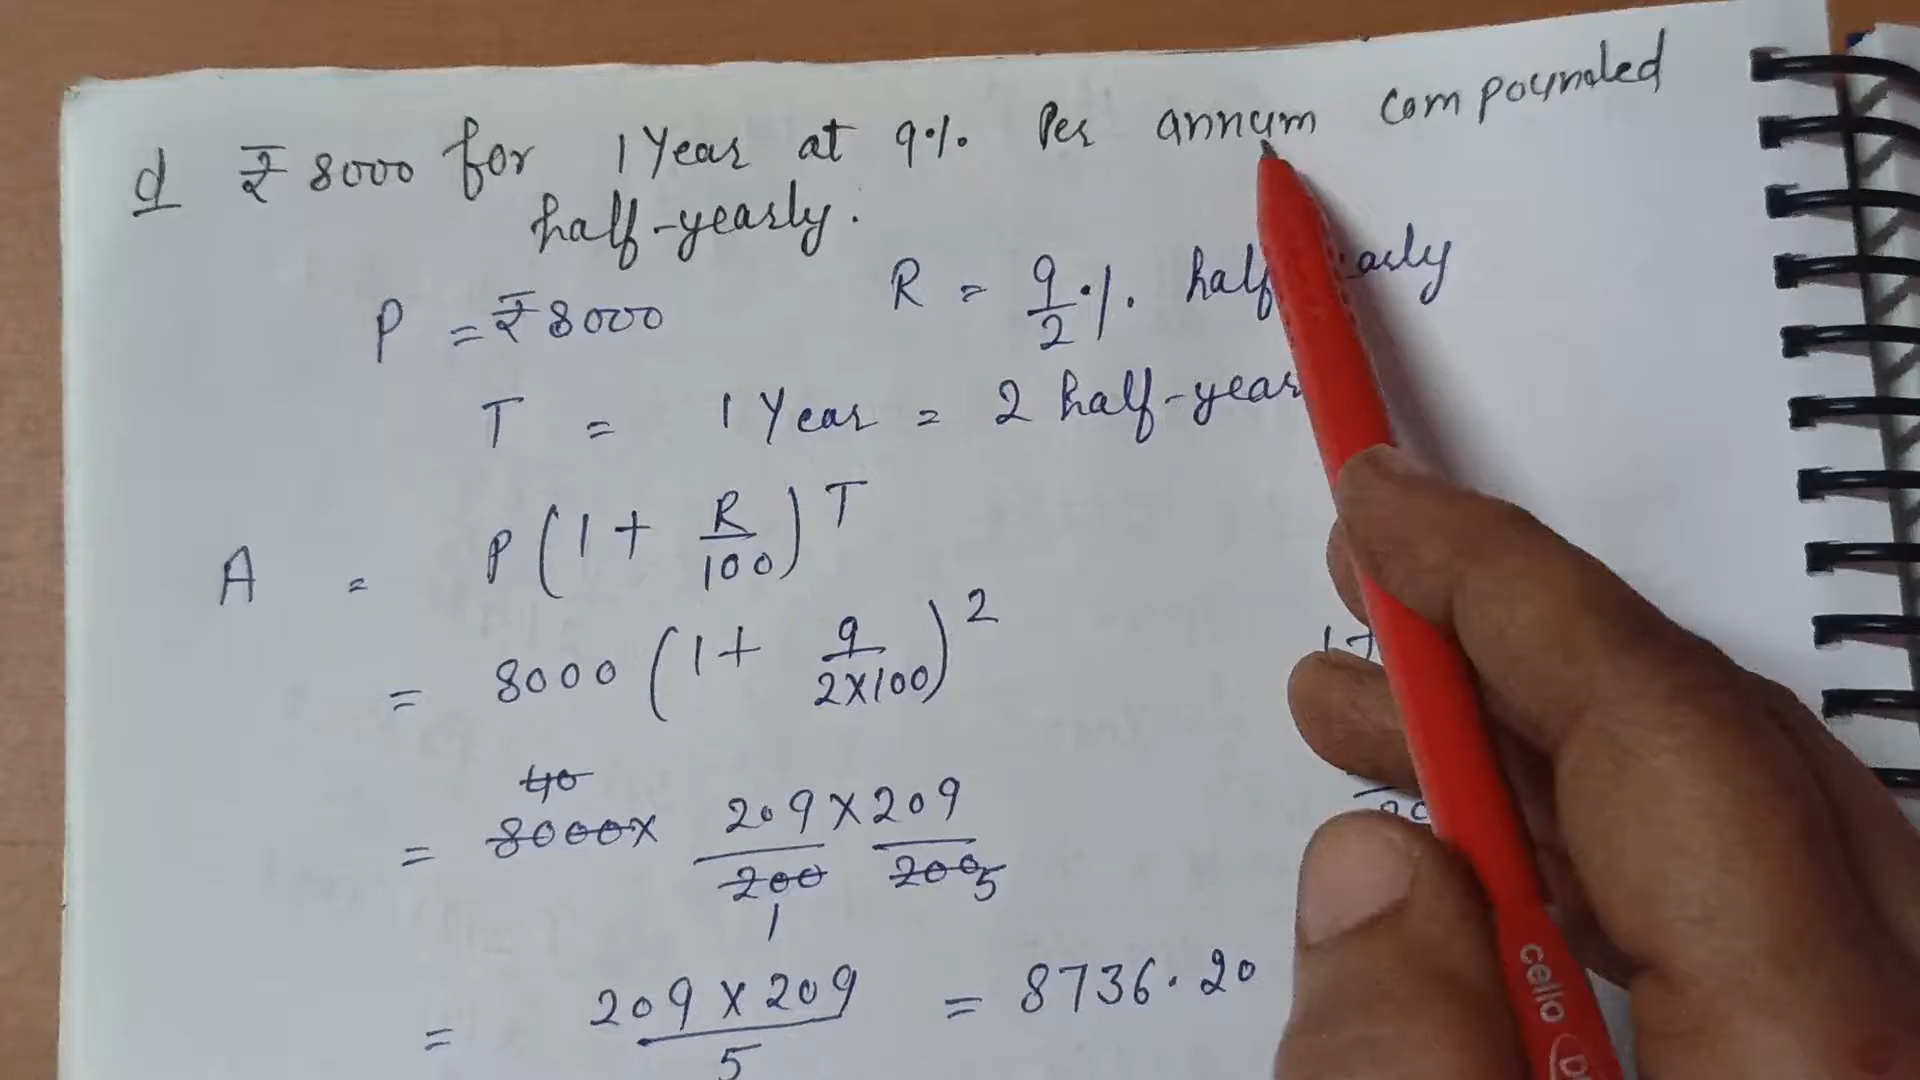 d ₹ 8000 for 1 Year at 9% Per annum compounded
half-yearly.
P = ₹ 8000 R = 9/2 % half
T = 1 Year = 2 half-year
A = P(1 + R/100)^T
= 8000 (1 + 9/2×100)^2
1+
40
= 8000× 209×209
200 2005
1
= 209 × 209 / 5 = 8736.20
cello